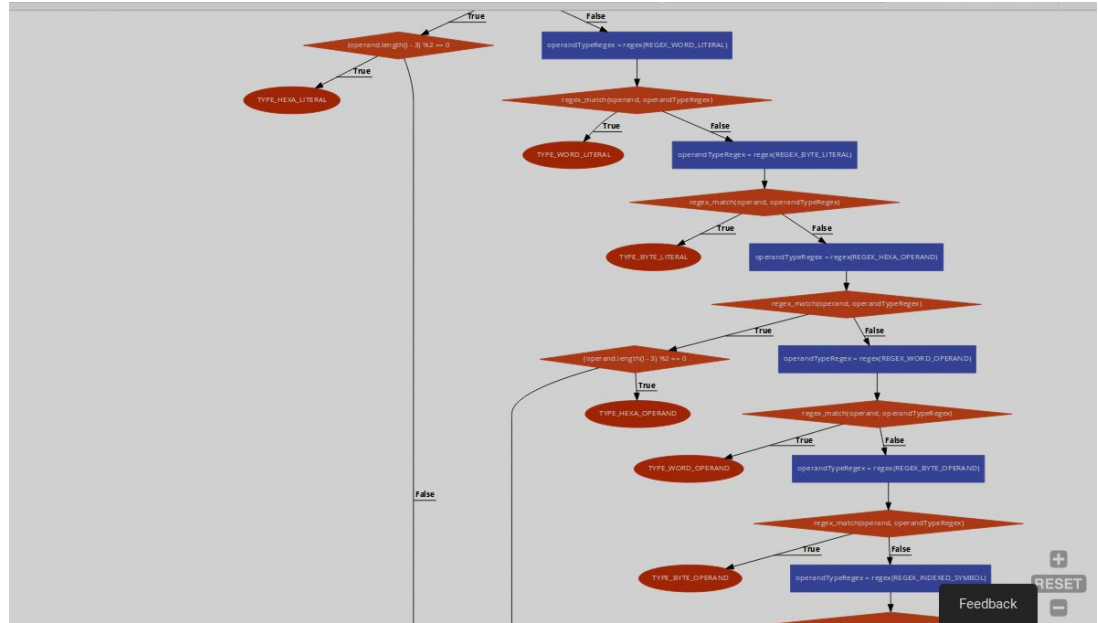 True
False
(operand.length() - 3) %2 == 0
operandTypeRegex = regex(REGEX_WORD_LITERAL)
True
TYPE_HEXA_LITERAL
regex_match(operand, operandTypeRegex)
True
False
TYPE_WORD_LITERAL
operandTypeRegex = regex(REGEX_BYTE_LITERAL)
regex_match(operand, operandTypeRegex)
True
False
TYPE_BYTE_LITERAL
operandTypeRegex = regex(REGEX_HEXA_OPERAND)
regex_match(operand, operandTypeRegex)
True
False
(operand.length() - 3) %2 == 0
operandTypeRegex = regex(REGEX_WORD_OPERAND)
True
TYPE_HEXA_OPERAND
regex_match(operand, operandTypeRegex)
True
False
TYPE_WORD_OPERAND
operandTypeRegex = regex(REGEX_BYTE_OPERAND)
False
regex_match(operand, operandTypeRegex)
True
False
TYPE_BYTE_OPERAND
operandTypeRegex = regex(REGEX_INDEXED_SYMBOL)
RESET
Feedback